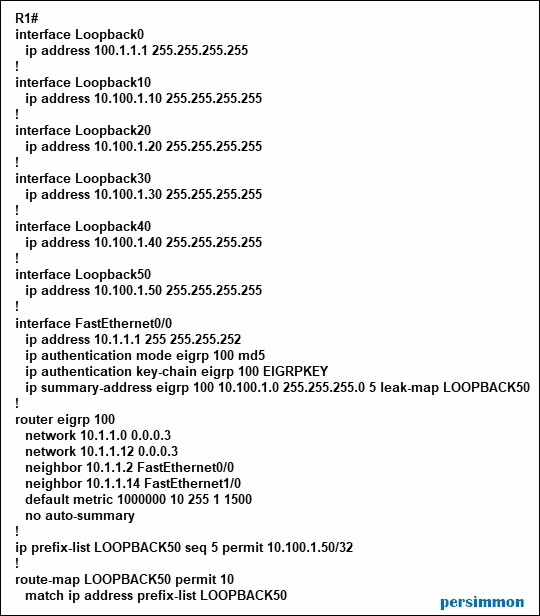 R1#
interface Loopback0
ip address 100.1.1.1 255.255.255.255
!
interface Loopback10
ip address 10.100.1.10 255.255.255.255
!
interface Loopback20
ip address 10.100.1.20 255.255.255.255
!
interface Loopback30
ip address 10.100.1.30 255.255.255.255
!
interface Loopback40
ip address 10.100.1.40 255.255.255.255
!
interface Loopback50
ip address 10.100.1.50 255.255.255.255
!
interface FastEthernet0/0
ip address 10.1.1.1 255 255.255.252
ip authentication mode eigrp 100 md5
ip authentication key-chain eigrp 100 EIGRPKEY
ip summary-address eigrp 100 10.100.1.0 255.255.255.0 5 leak-map LOOPBACK50
!
router eigrp 100
network 10.1.1.0 0.0.0.3
network 10.1.1.12 0.0.0.3
neighbor 10.1.1.2 FastEthernet0/0
neighbor 10.1.1.14 FastEthernet1/0
default metric 1000000 10 255 1 1500
no auto-summary
!
ip prefix-list LOOPBACK50 seq 5 permit 10.100.1.50/32
!
route-map LOOPBACK50 permit 10
match ip address prefix-list LOOPBACK50
persimmon